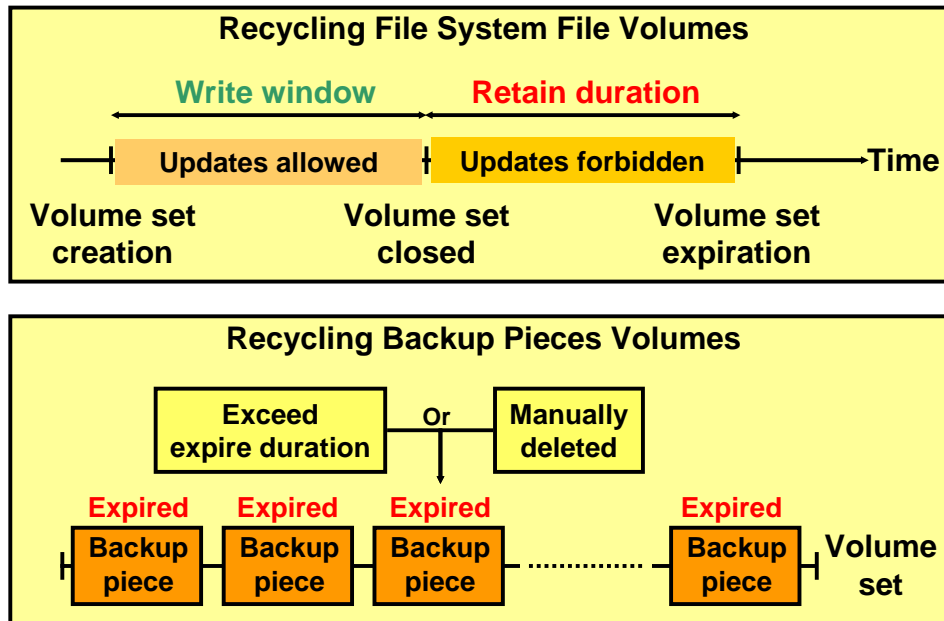 Recycling File System File Volumes
Write window
Retain duration
Updates allowed
Updates forbidden
Time
Volume set
creation
Volume set
closed
Volume set
expiration
Recycling Backup Pieces Volumes
Exceed
expire duration
Or
Manually
deleted
Expired
Expired
Expired
Expired
Backup
piece
Backup
piece
Backup
piece
Backup
piece
Volume
set